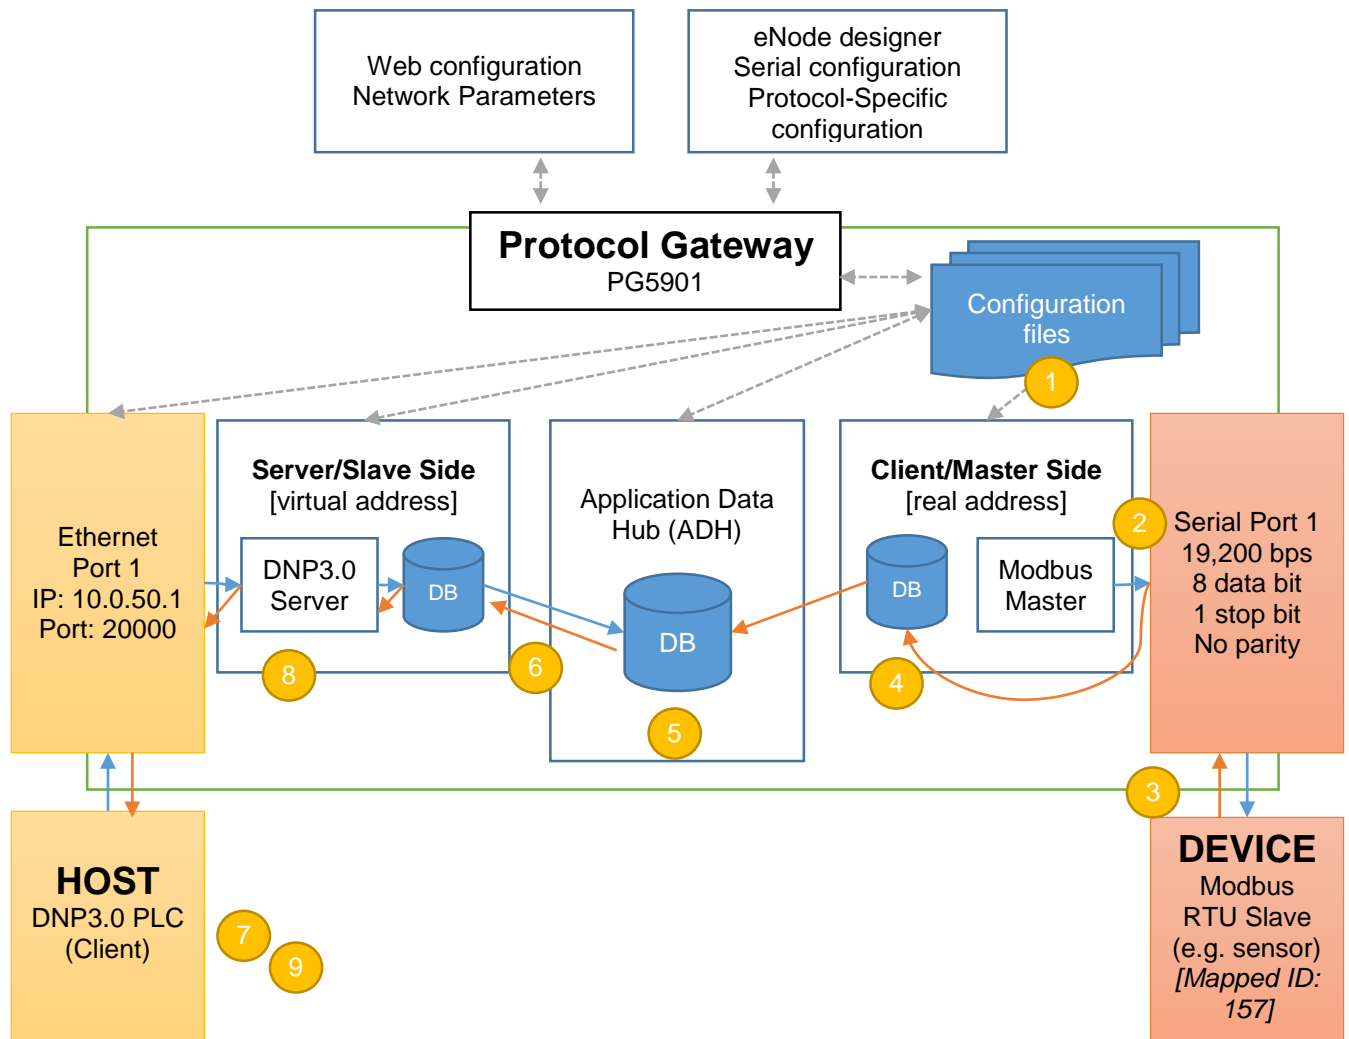 Web configuration
Network Parameters
eNode designer
Serial configuration
Protocol-Specific
configuration
Protocol Gateway
PG5901
Configuration
files
1
Ethernet
Port 1
IP: 10.0.50.1
Port: 20000
Server/Slave Side
[virtual address]
DNP3.0
Server
DB
8
6
Application Data
Hub (ADH)
DB
5
Client/Master Side
[real address]
DB
Modbus
Master
4
2
Serial Port 1
19,200 bps
8 data bit
1 stop bit
No parity
3
HOST
DNP3.0 PLC
(Client)
7
9
DEVICE
Modbus
RTU Slave
(e.g. sensor)
[Mapped ID:
157]